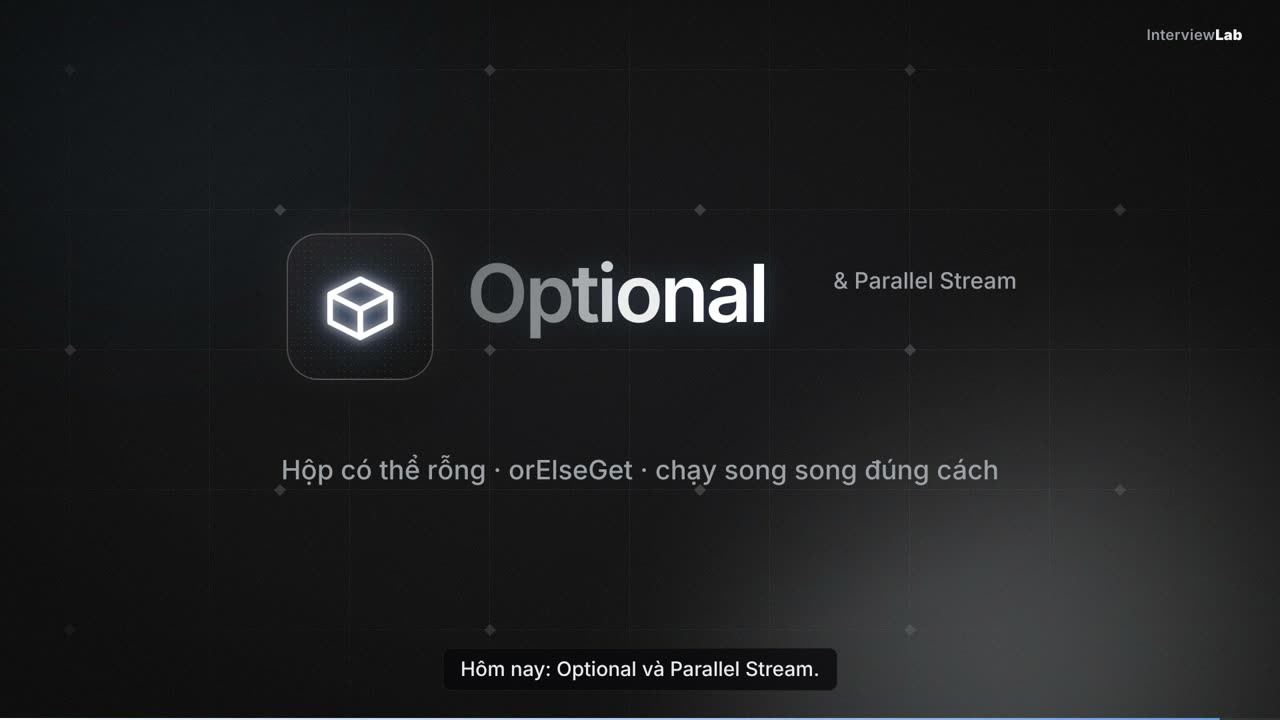 InterviewLab
Optional
& Parallel Stream
Hộp có thể rỗng · orElseGet · chạy song song đúng cách
Hôm nay: Optional và Parallel Stream.